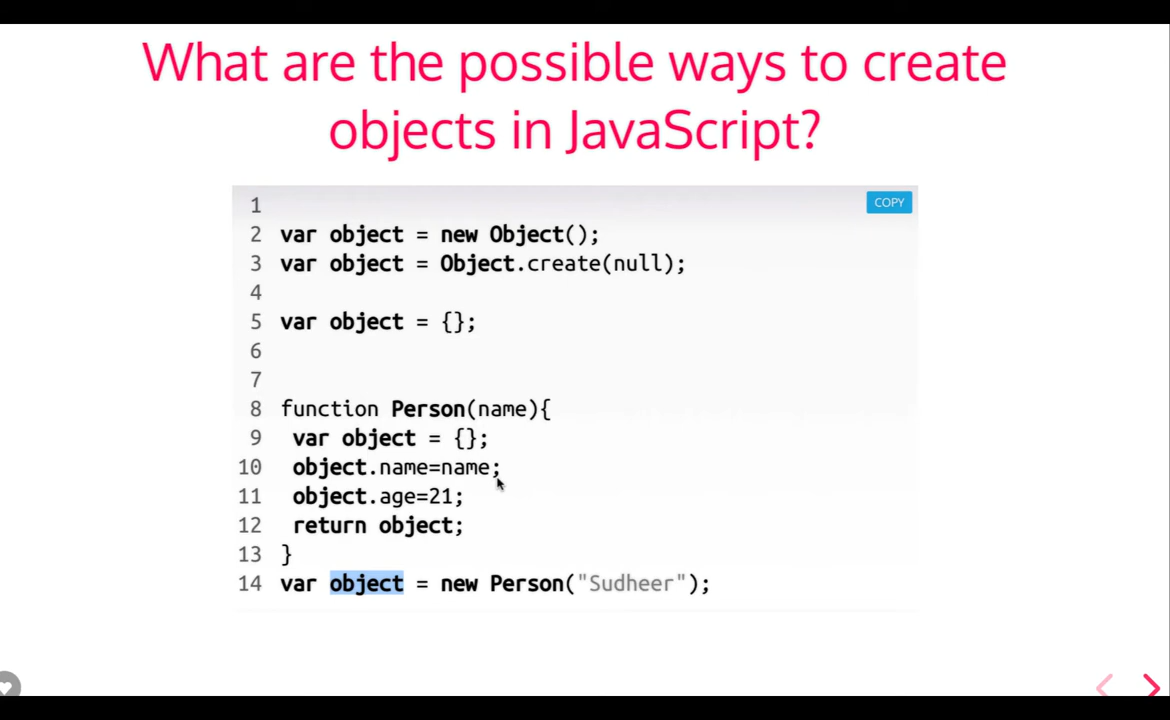 What are the possible ways to create
objects in JavaScript?
COPY
1
2 var object = new Object();
3 var object = Object.create(null);
4
5 var object = {};
6
7
8 function Person(name){
9 var object = {};
10 object.name=name;
11 object.age=21;
12 return object;
13 }
14 var object = new Person("Sudheer");